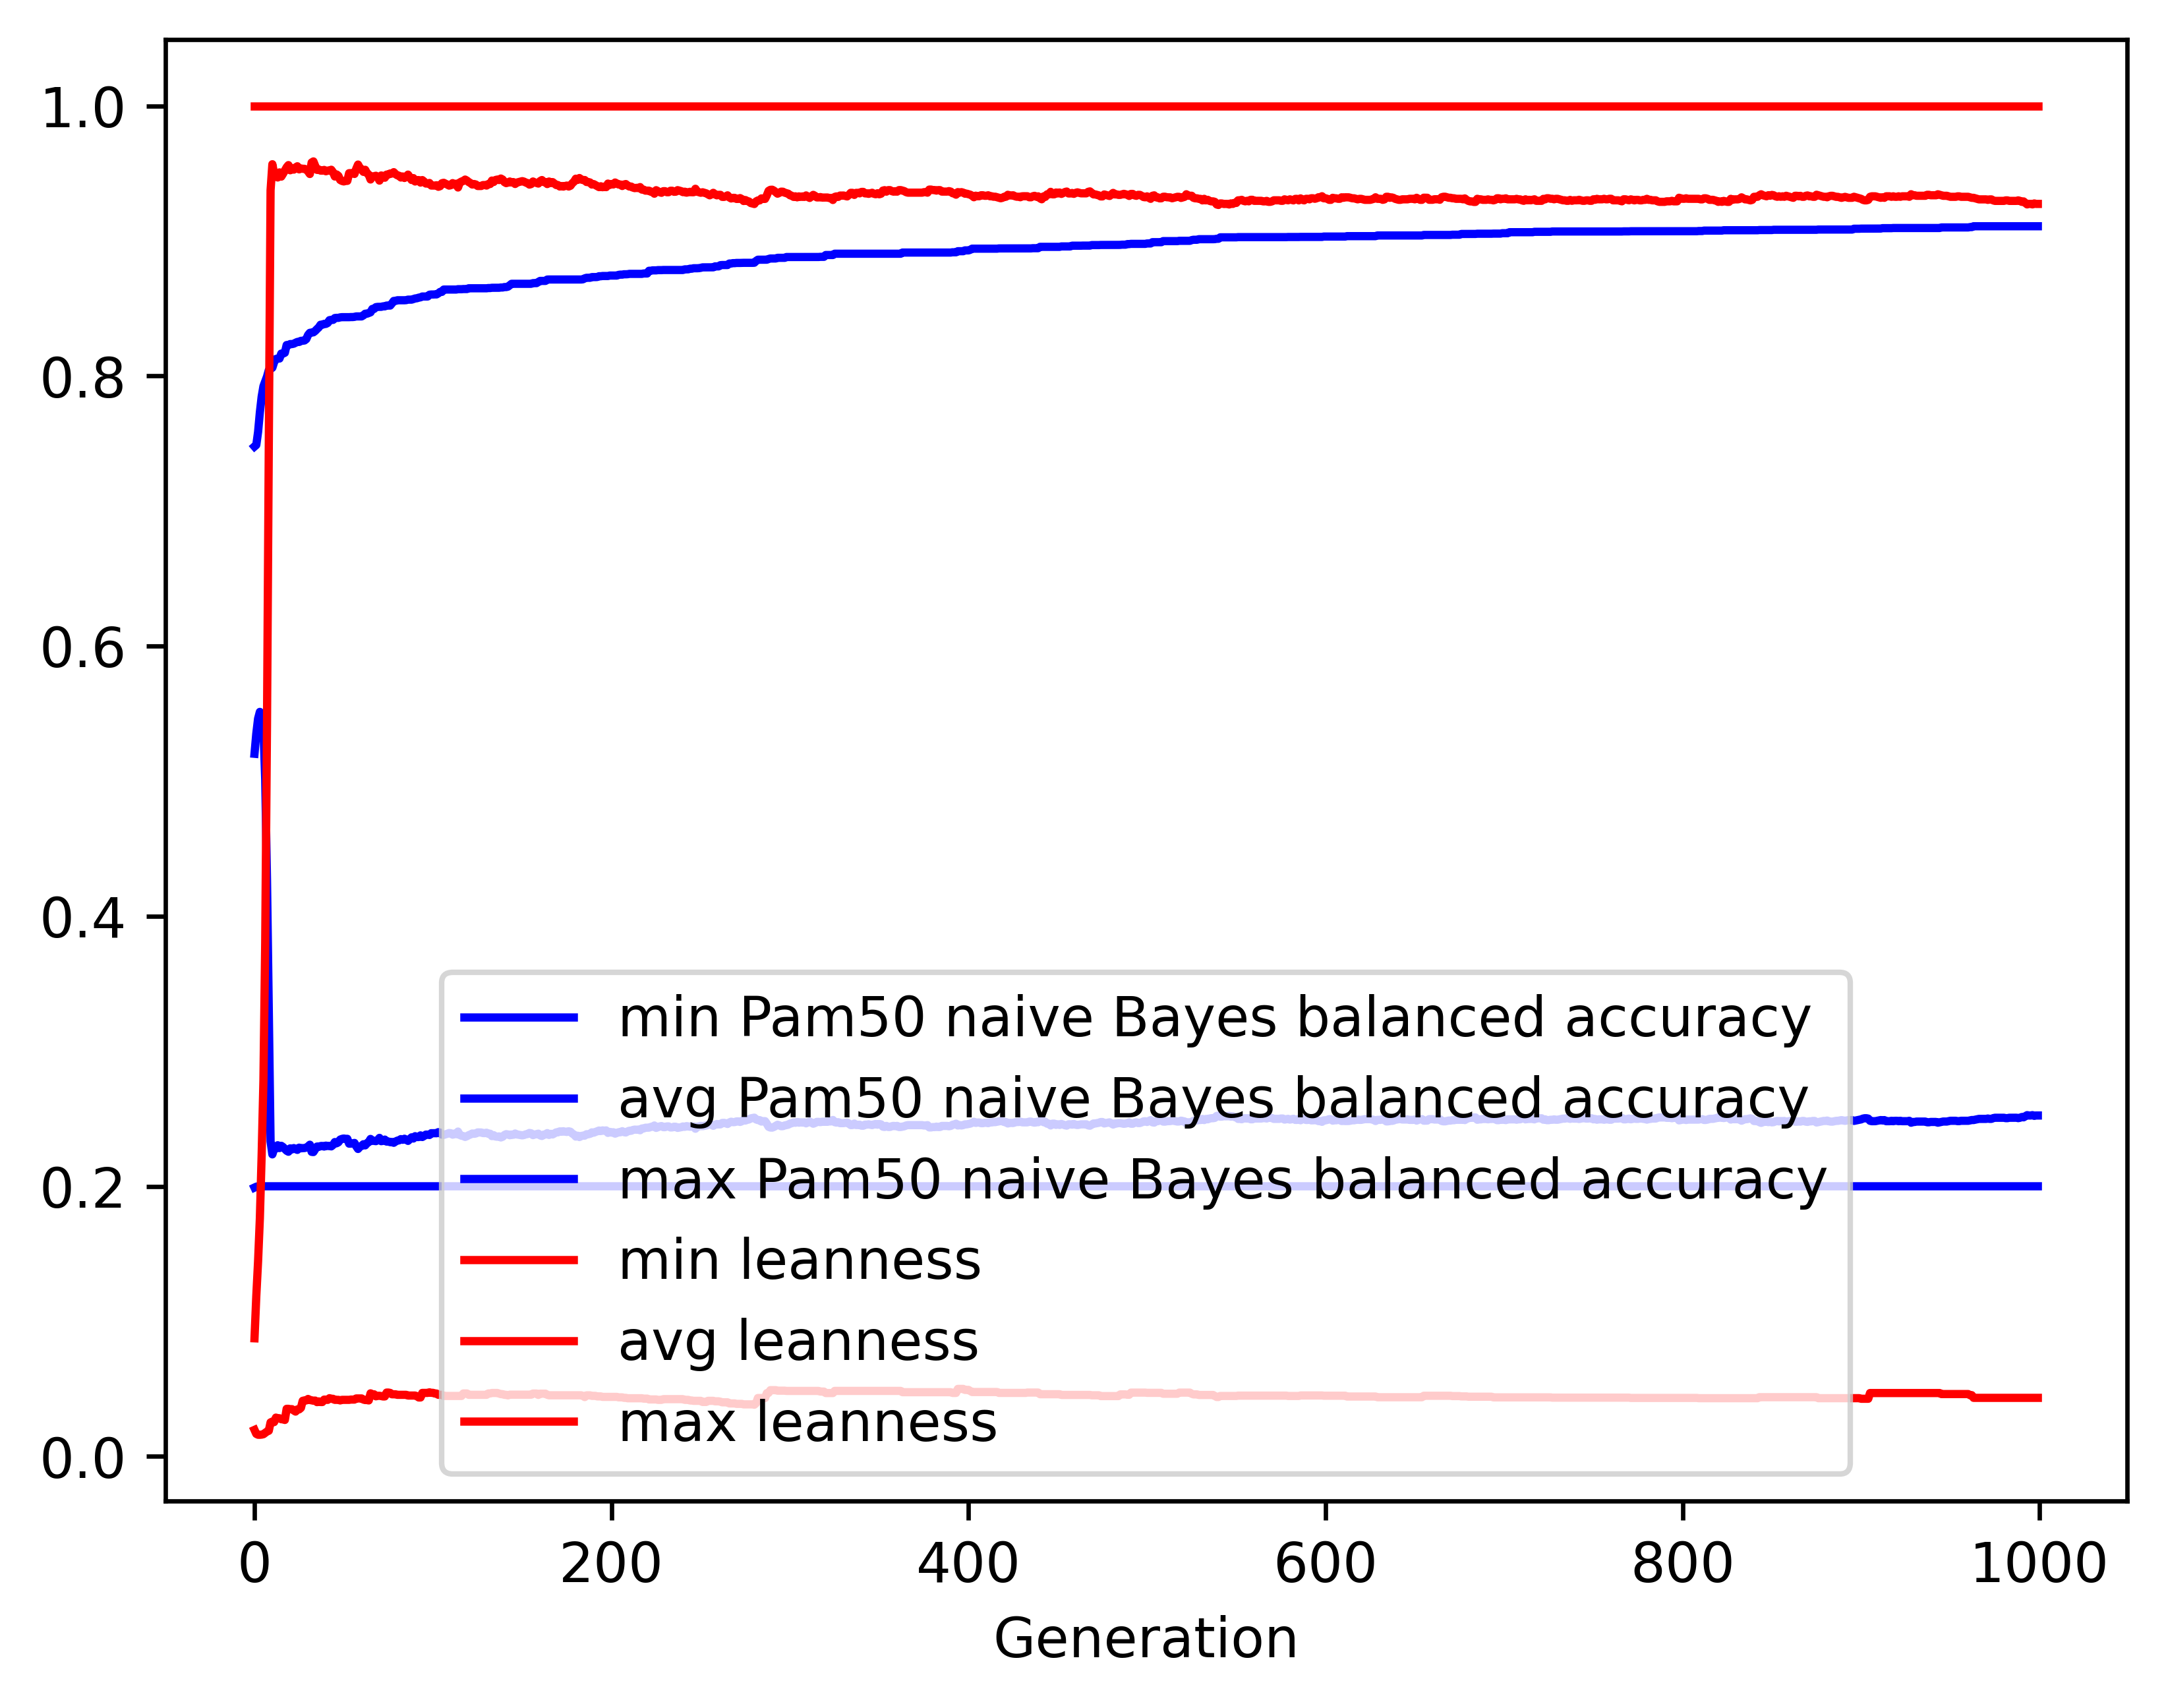 1.0
0.8
0.6
0.4
0.2
0.0
min Pam50 naive Bayes balanced accuracy
avg Pam50 naive Bayes balanced accuracy
max Pam50 naive Bayes balanced accuracy
min leanness
avg leanness
max leanness
0 200 400 600 800 1000
Generation